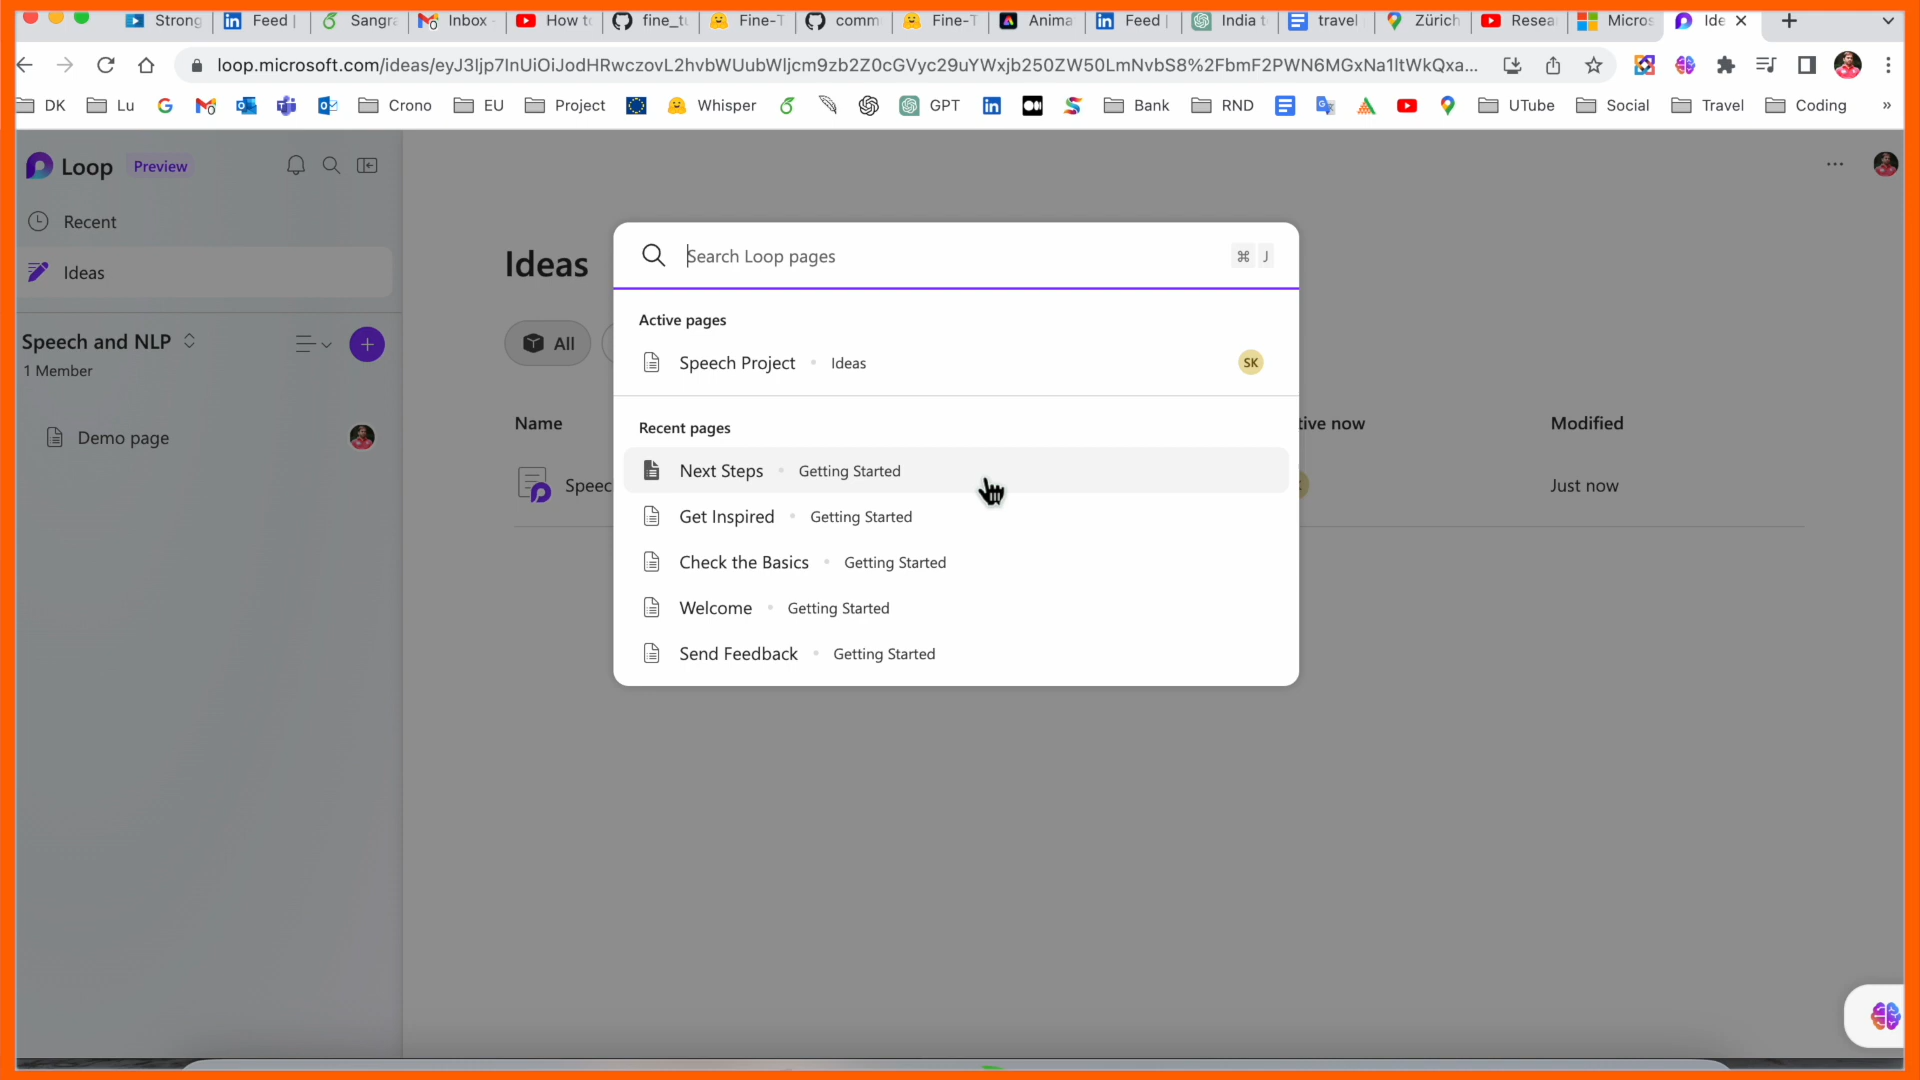 Strong
Feed
Sangra
Inbox
How to
fine_tu
Fine-T
comm
Fine-T
Anima
Feed
India t
travel
Zürich
Resea
Micros
Ide
loop.microsoft.com/ideas/
DK
Lu
Crono
EU
Project
Whisper
GPT
Bank
RND
UTube
Social
Travel
Coding
»
Loop Preview
Recent
Ideas
Speech and NLP
1 Member
Demo page
Ideas
All
Name
tive now
Modified
Speec
Just now
Search Loop pages
⌘ J
Active pages
Speech Project • Ideas
SK
Recent pages
Next Steps • Getting Started
Get Inspired • Getting Started
Check the Basics • Getting Started
Welcome • Getting Started
Send Feedback • Getting Started